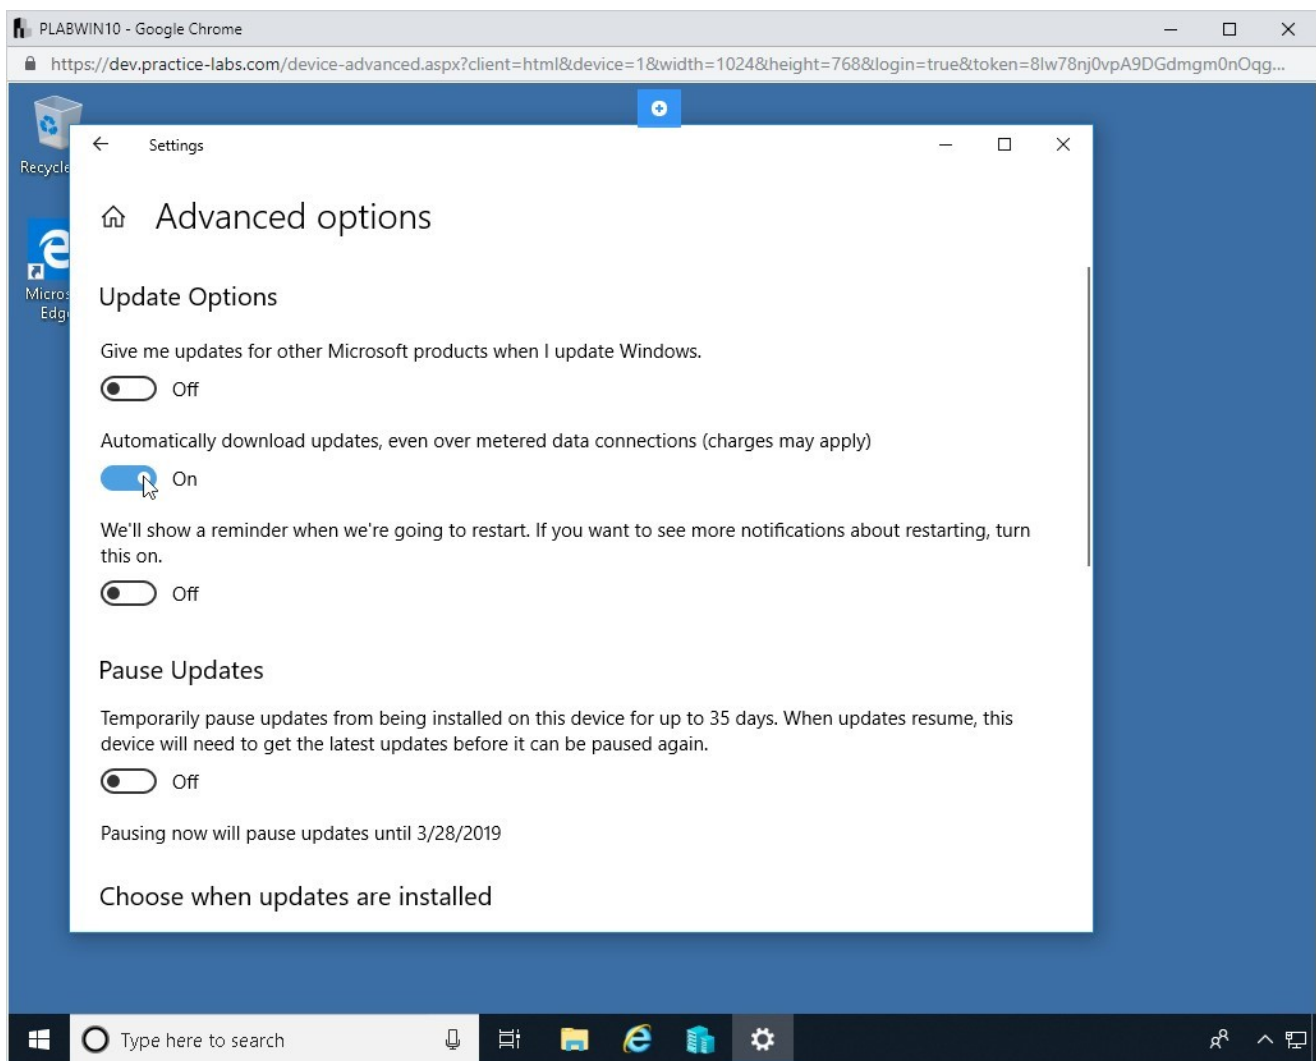 PLABWIN10 - Google Chrome
https://dev.practice-labs.com/device-advanced.aspx?client=html&device=1&width=1024&height=768&login=true&token=8lw78nj0vpA9DGdmgm0nOqg...
Recycle
Settings
Advanced options
Micros
Edg
Update Options
Give me updates for other Microsoft products when I update Windows.
Off
Automatically download updates, even over metered data connections (charges may apply)
On
We'll show a reminder when we're going to restart. If you want to see more notifications about restarting, turn
this on.
Off
Pause Updates
Temporarily pause updates from being installed on this device for up to 35 days. When updates resume, this
device will need to get the latest updates before it can be paused again.
Off
Pausing now will pause updates until 3/28/2019
Choose when updates are installed
Type here to search